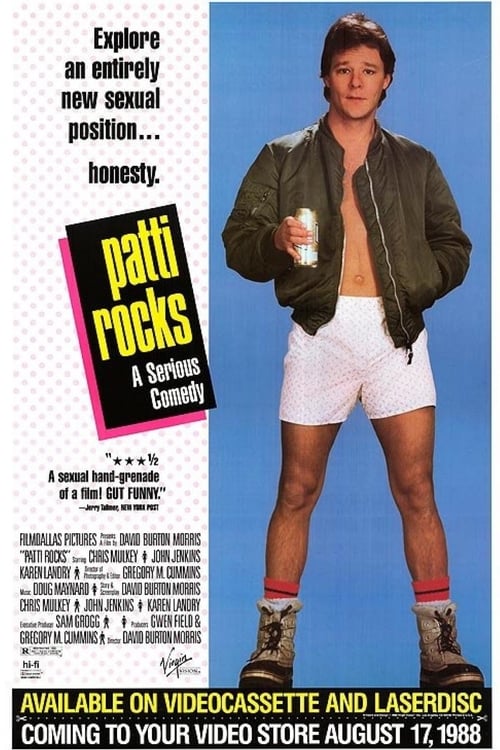 Explore
an entirely
new sexual
position...
honesty.
patti
rocks
A Serious
Comedy
"★★★½
A sexual hand-grenade
of a film! GUT FUNNY."
—Jerry Tallmer, NEW YORK POST
FILMDALLAS PICTURES Presents A Film by DAVID BURTON MORRIS
"PATTI ROCKS" Starring CHRIS MULKEY JOHN JENKINS
KAREN LANDRY Director of Photography & Editor GREGORY M. CUMMINS
Music DOUG MAYNARD Story & Screenplay DAVID BURTON MORRIS
CHRIS MULKEY JOHN JENKINS KAREN LANDRY
Executive Producer SAM GROGG Producers GWEN FIELD &
GREGORY M. CUMMINS Director DAVID BURTON MORRIS
R
hi-fi
Virgin
VISION
AVAILABLE ON VIDEOCASSETTE AND LASERDISC
COMING TO YOUR VIDEO STORE AUGUST 17, 1988